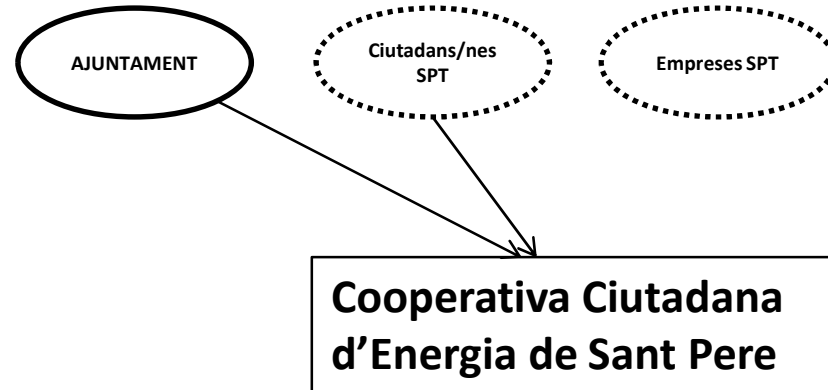 AJUNTAMENT
Ciutadans/nes
SPT
Empreses SPT
Cooperativa Ciutadana
d’Energia de Sant Pere